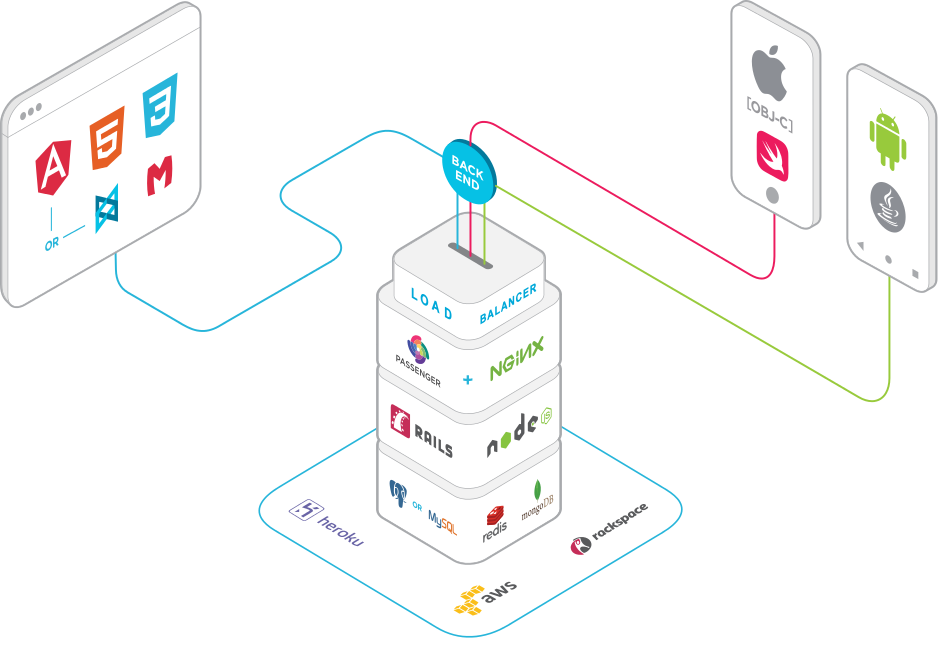 A
5
3
M
OR
[OBJ-C]
BACK
END
LOAD BALANCER
PASSENGER
+
NGiNX
RAILS
node
JS
OR
MySQL
redis
mongoDB
heroku
rackspace
aws